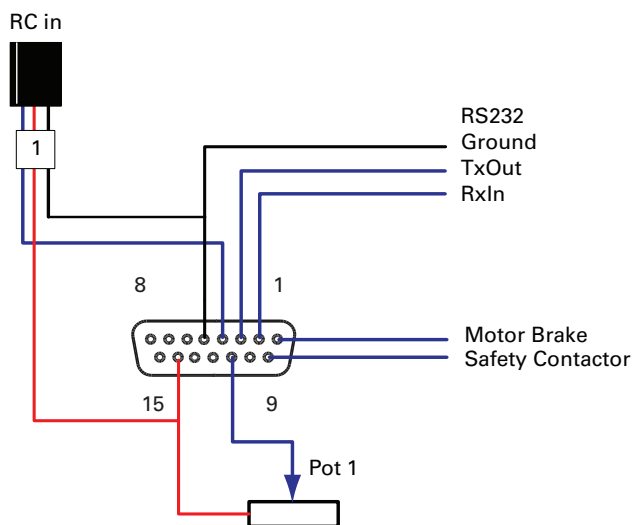 RC in
1
RS232
Ground
TxOut
RxIn
8
1
Motor Brake
Safety Contactor
15
9
Pot 1